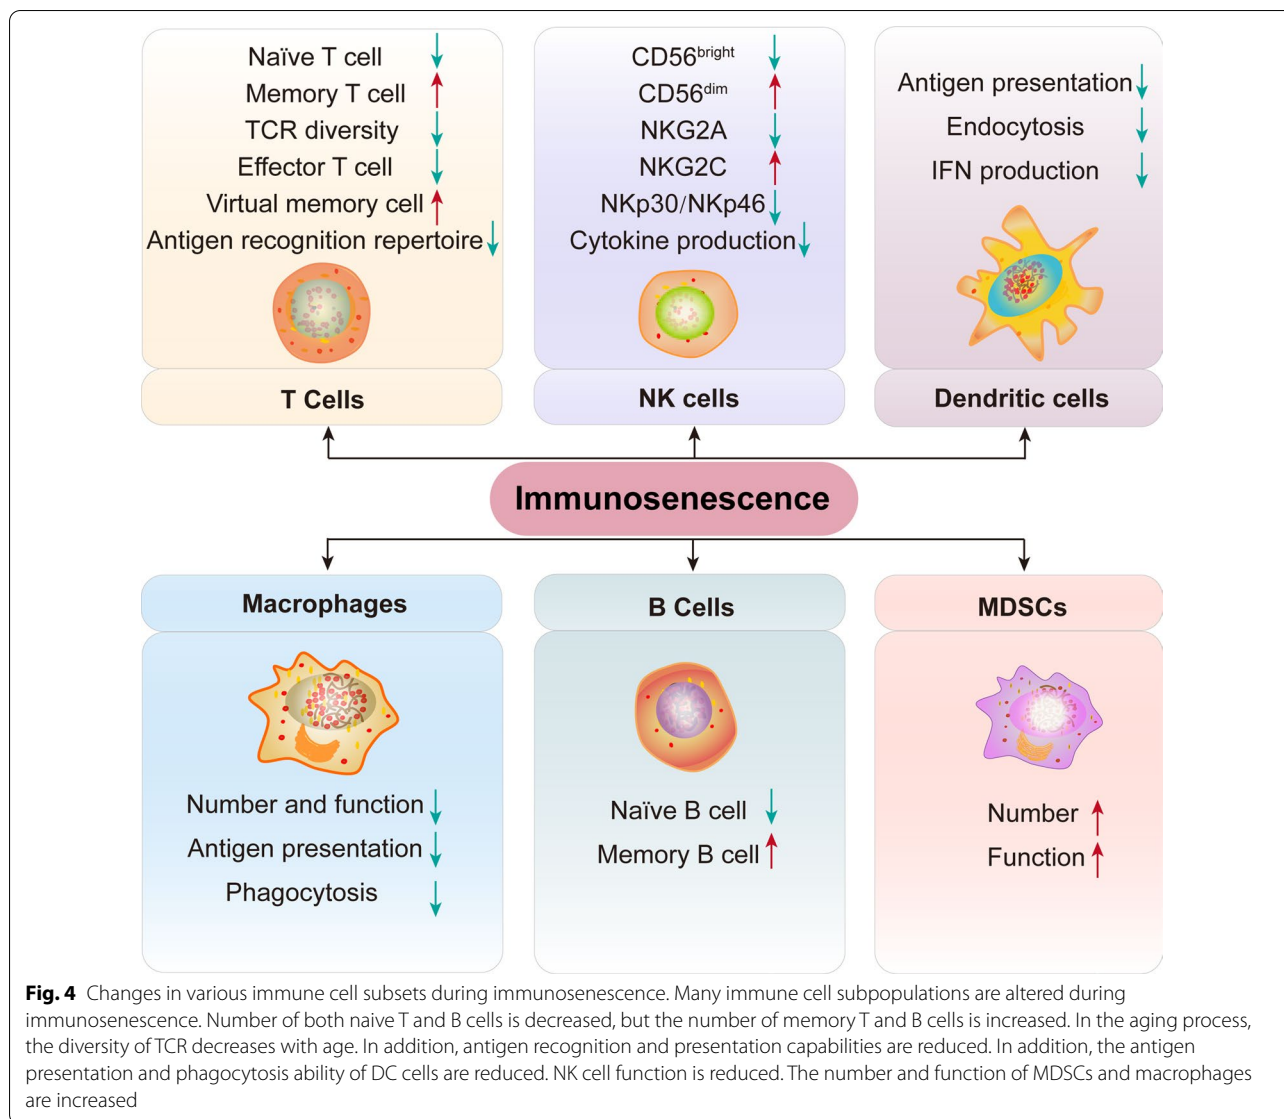 Naïve T cell
Memory T cell
TCR diversity
Effector T cell
Virtual memory cell
Antigen recognition repertoire
T Cells
CD56bright
CD56dim
NKG2A
NKG2C
NKp30/NKp46
Cytokine production
NK cells
Antigen presentation
Endocytosis
IFN production
Dendritic cells
Immunosenescence
Macrophages
Number and function
Antigen presentation
Phagocytosis
B Cells
Naïve B cell
Memory B cell
MDSCs
Number
Function
Fig. 4 Changes in various immune cell subsets during immunosenescence. Many immune cell subpopulations are altered during
immunosenescence. Number of both naive T and B cells is decreased, but the number of memory T and B cells is increased. In the aging process,
the diversity of TCR decreases with age. In addition, antigen recognition and presentation capabilities are reduced. In addition, the antigen
presentation and phagocytosis ability of DC cells are reduced. NK cell function is reduced. The number and function of MDSCs and macrophages
are increased